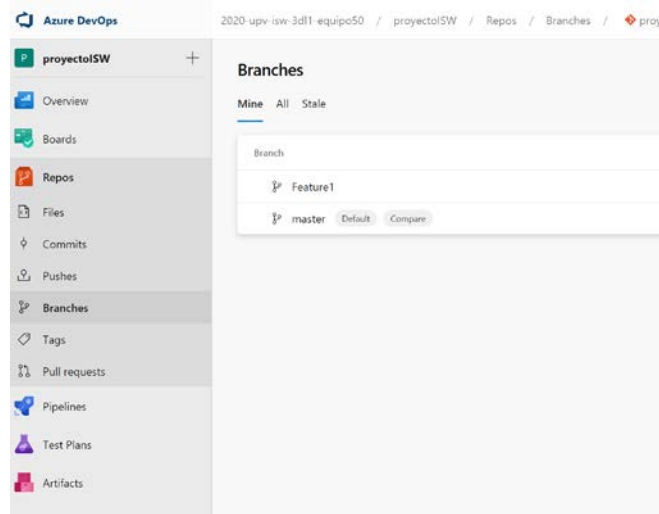 Azure DevOps
2020-upv-isw-3dl1-equipo50 / proyectoISW / Repos / Branches /
P proyectoISW +
Overview
Boards
Repos
Files
Commits
Pushes
Branches
Tags
Pull requests
Pipelines
Test Plans
Artifacts
Branches
Mine All Stale
Branch
Feature1
master Default Compare